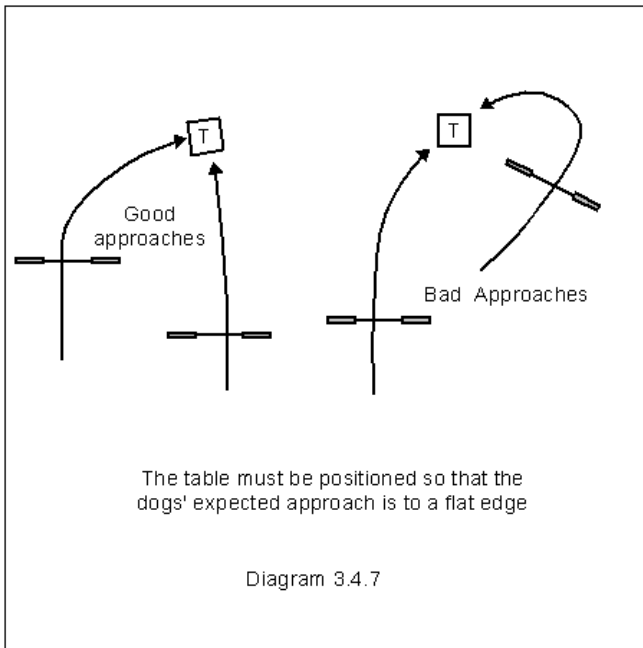 T
Good
approaches
T
Bad Approaches
The table must be positioned so that the
dogs' expected approach is to a flat edge
Diagram 3.4.7